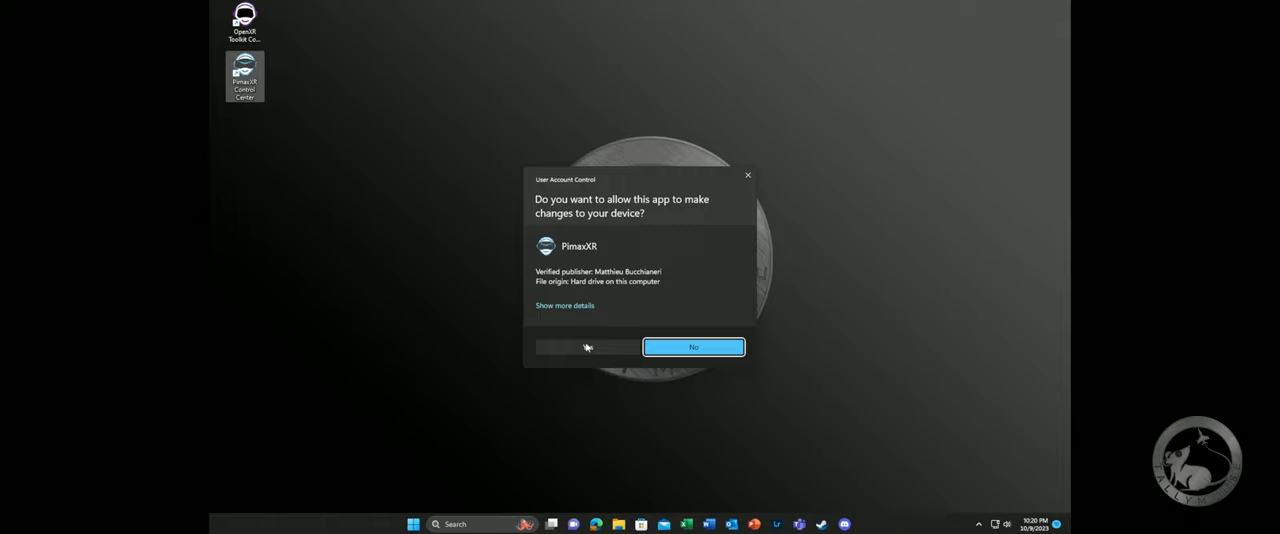 OpenXR
Toolkit Co...
PimaxXR
Control
Center
User Account Control
Do you want to allow this app to make
changes to your device?
PimaxXR
Verified publisher: Matthieu Bucchianeri
File origin: Hard drive on this computer
Show more details
No
Search
10:20 PM
10/9/2023
TALLYMOUSE